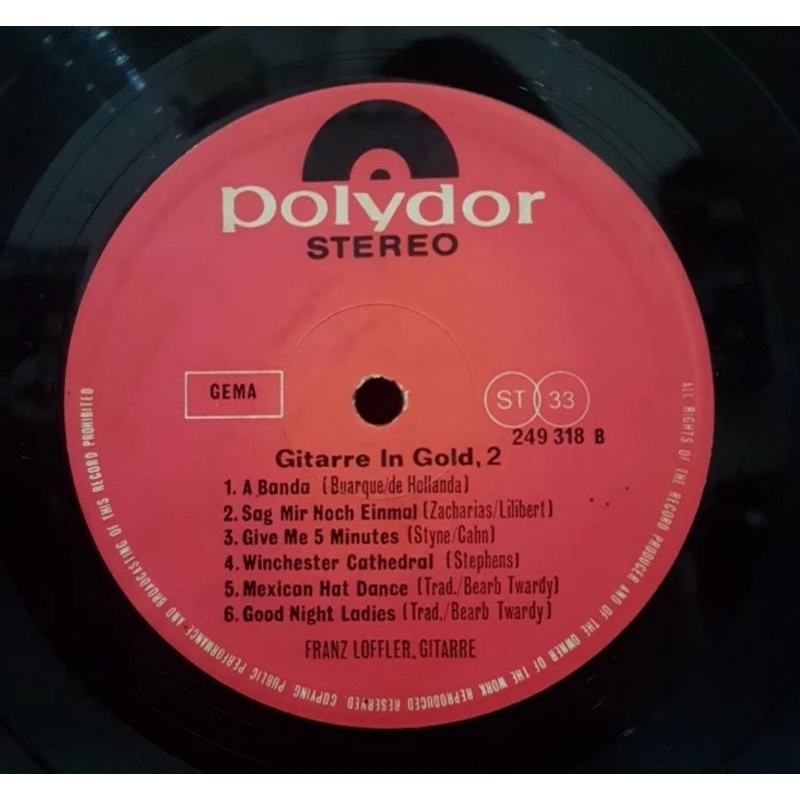 polydor
STEREO
GEMA
ST 33
249 318 B
Gitarre In Gold, 2
1. A Banda (Buarque/de Hollanda)
2. Sag Mir Noch Einmal (Zacharias/Lilibert)
3. Give Me 5 Minutes (Styne/Cahn)
4. Winchester Cathedral (Stephens)
5. Mexican Hat Dance (Trad./Bearb Twardy)
6. Good Night Ladies (Trad./Bearb Twardy)
FRANZ LOFFLER, GITARRE
ALL RIGHTS OF THE RECORD PRODUCER AND OF THE OWNER OF THE WORK REPRODUCED RESERVED. COPYING, PUBLIC PERFORMANCE AND BROADCASTING OF THIS RECORD PROHIBITED